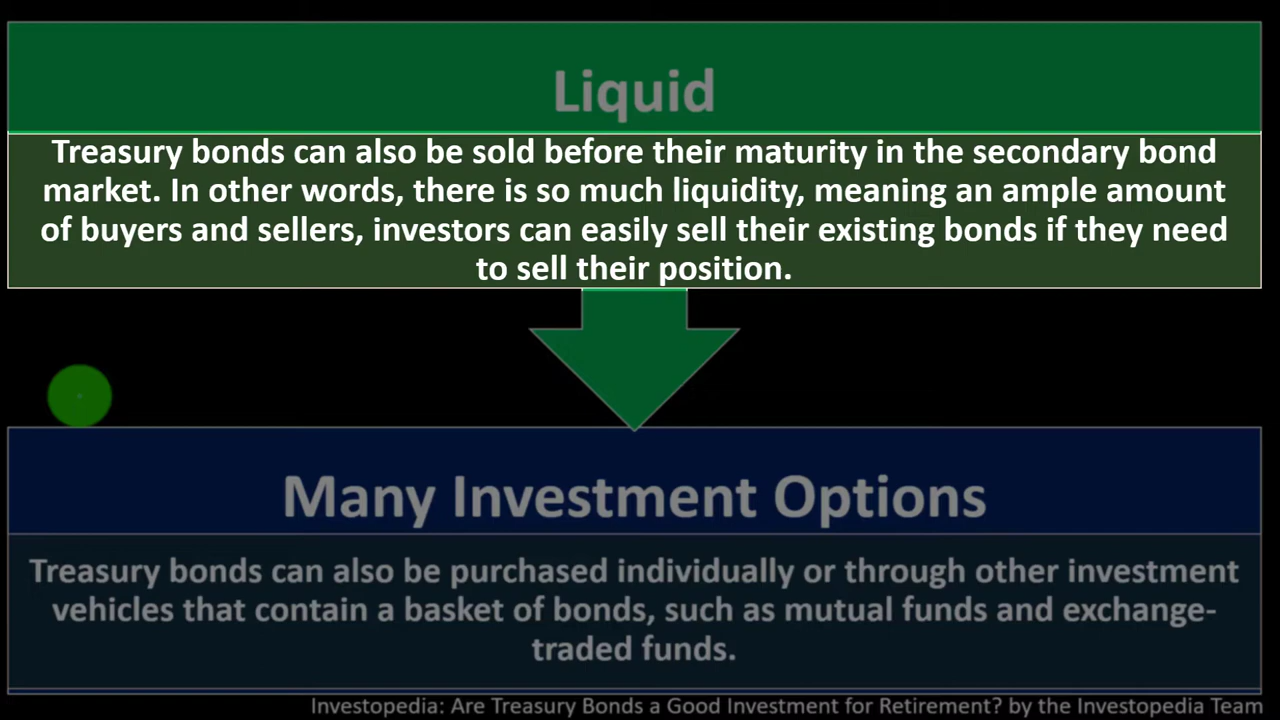 Liquid
Treasury bonds can also be sold before their maturity in the secondary bond
market. In other words, there is so much liquidity, meaning an ample amount
of buyers and sellers, investors can easily sell their existing bonds if they need
to sell their position.
Many Investment Options
Treasury bonds can also be purchased individually or through other investment
vehicles that contain a basket of bonds, such as mutual funds and exchange-
traded funds.
Investopedia: Are Treasury Bonds a Good Investment for Retirement? by the Investopedia Team